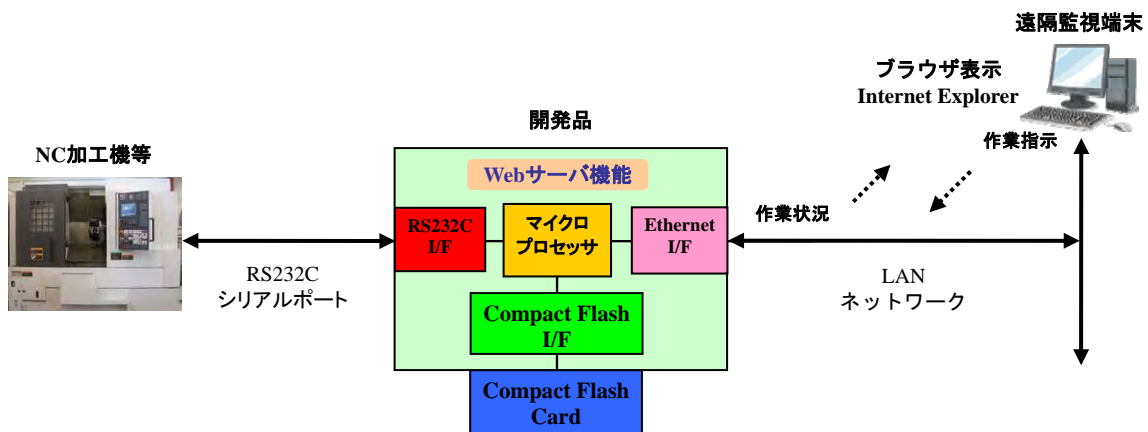 遠隔監視端末
ブラウザ表示
Internet Explorer
作業指示
開発品
NC加工機等
Webサーバ機能
作業状況
RS232C
I/F
マイクロ
プロセッサ
Ethernet
I/F
RS232C
シリアルポート
LAN
ネットワーク
Compact Flash
I/F
Compact Flash
Card